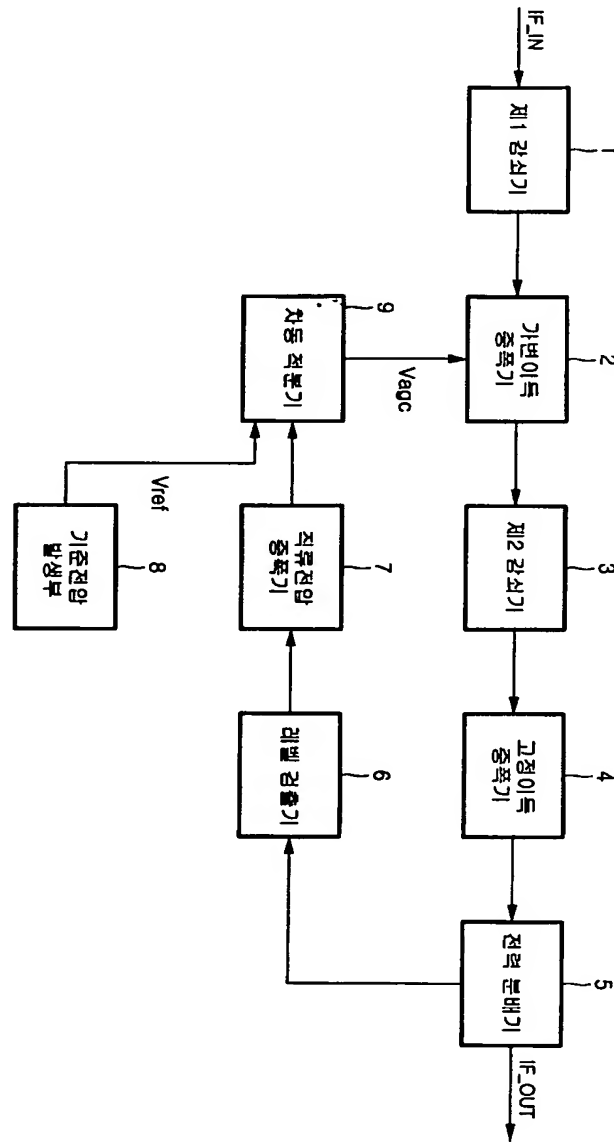 IF_IN
제1 감쇠기
1
가변이득
증폭기
2
제2 감쇠기
3
고정이득
증폭기
4
전력 분배기
5
IF_OUT
Vagc
차동 적분기
9
직류전압
증폭기
7
레벨 검출기
6
Vref
기준전압
발생부
8